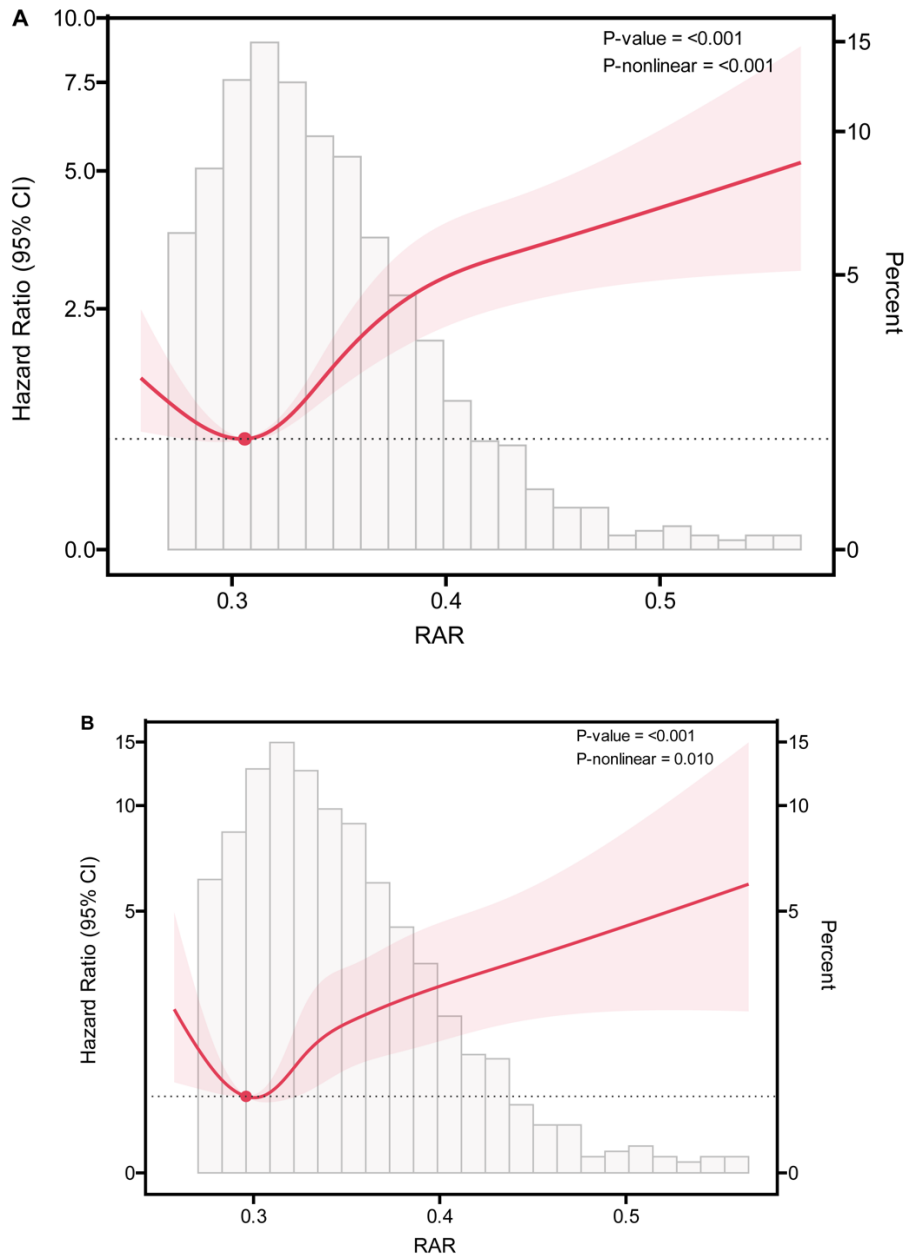 A
P-value = <0.001
P-nonlinear = <0.001
Hazard Ratio (95% CI)
10.0
7.5
5.0
2.5
0.0
15
10
5
0
Percent
0.3 0.4 0.5
RAR
B
P-value = <0.001
P-nonlinear = 0.010
Hazard Ratio (95% CI)
15
10
5
0
15
10
5
0
Percent
0.3 0.4 0.5
RAR